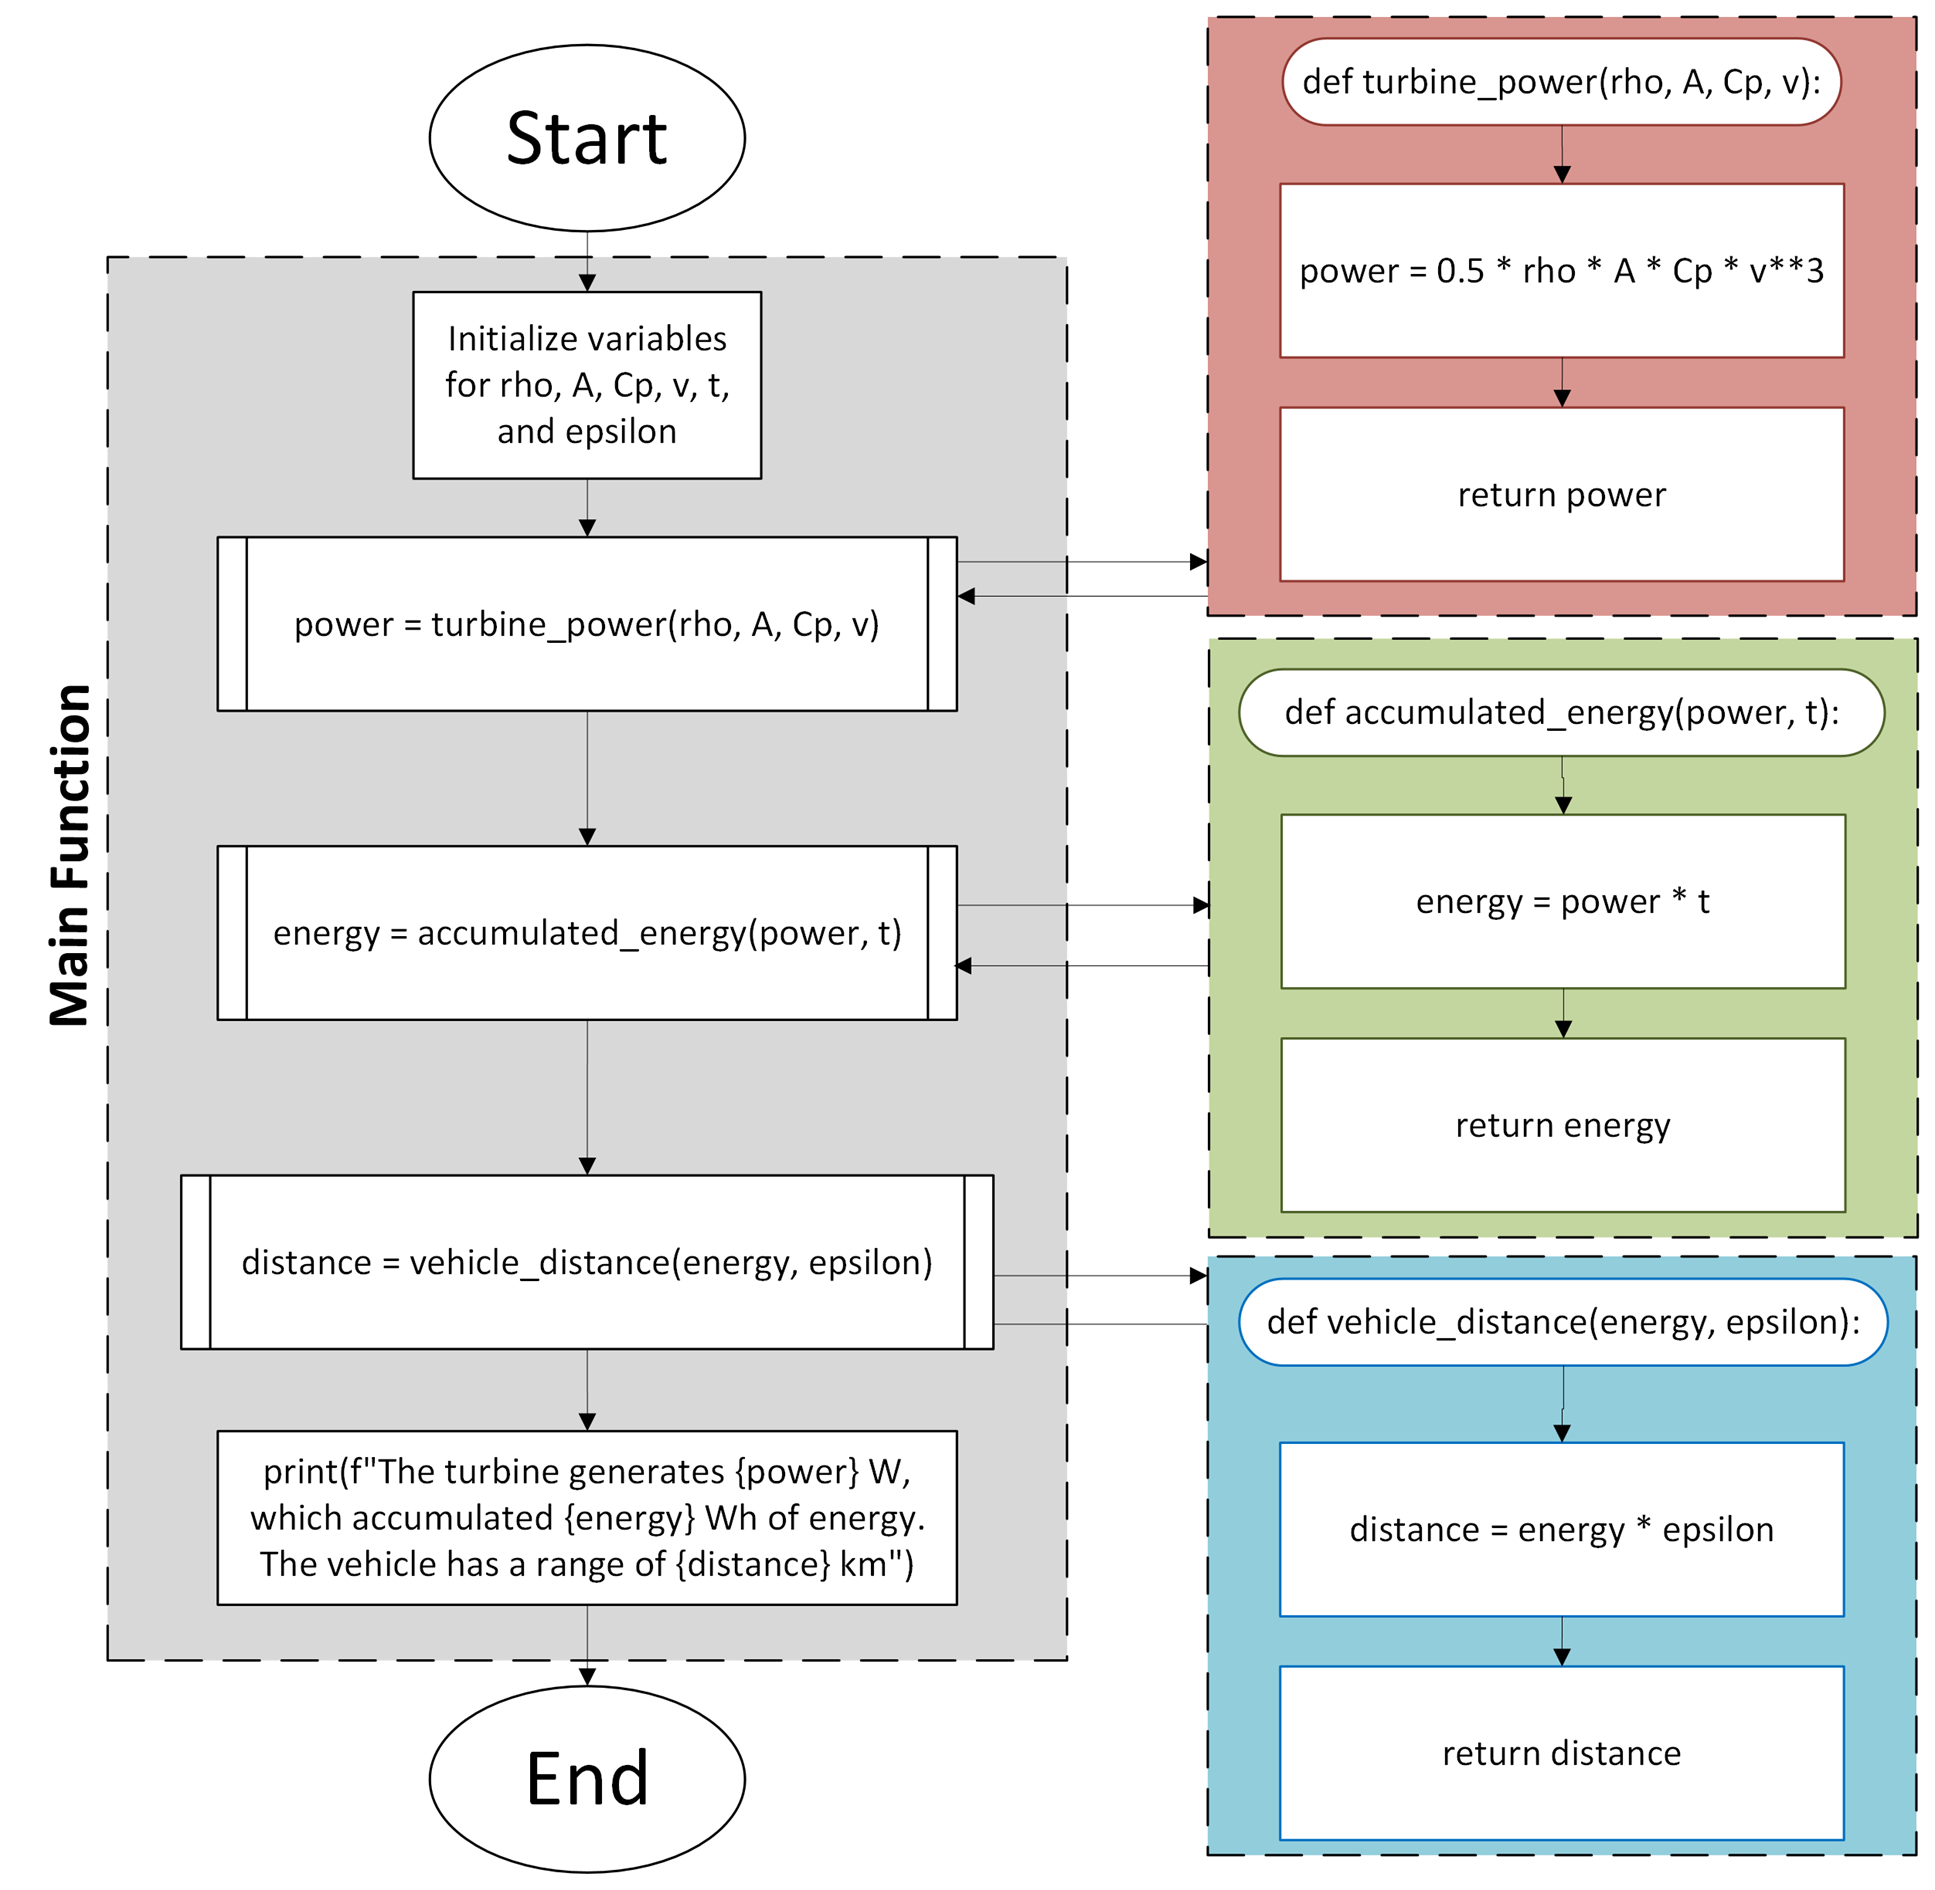 Start
Main Function
Initialize variables
for rho, A, Cp, v, t,
and epsilon
power = turbine_power(rho, A, Cp, v)
energy = accumulated_energy(power, t)
distance = vehicle_distance(energy, epsilon)
print(f"The turbine generates {power} W,
which accumulated {energy} Wh of energy.
The vehicle has a range of {distance} km")
End
def turbine_power(rho, A, Cp, v):
power = 0.5 * rho * A * Cp * v**3
return power
def accumulated_energy(power, t):
energy = power * t
return energy
def vehicle_distance(energy, epsilon):
distance = energy * epsilon
return distance